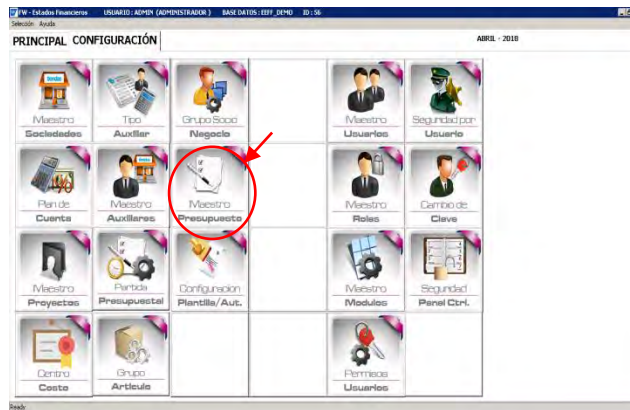 FW - Estados Financieros USUARIO : ADMIN (ADMINISTRADOR ) BASE DATOS : EEFF_DEMO ID : 56
Selección Ayuda
PRINCIPAL CONFIGURACIÓN ABRIL - 2018
Maestro Tipo Grupo Socio Maestro Seguridad por
Sociedades Auxiliar Negocio Usuarios Usuario
Plan de Maestro Maestro Maestro Cambio de
Cuenta Auxiliares Presupuesto Roles Clave
Maestro Partida Configuracion Maestro Seguridad
Proyectos Presupuestal Plantilla/Aut. Modulos Panel Ctrl.
Centro Grupo Permisos
Costo Articulo Usuarios
Ready